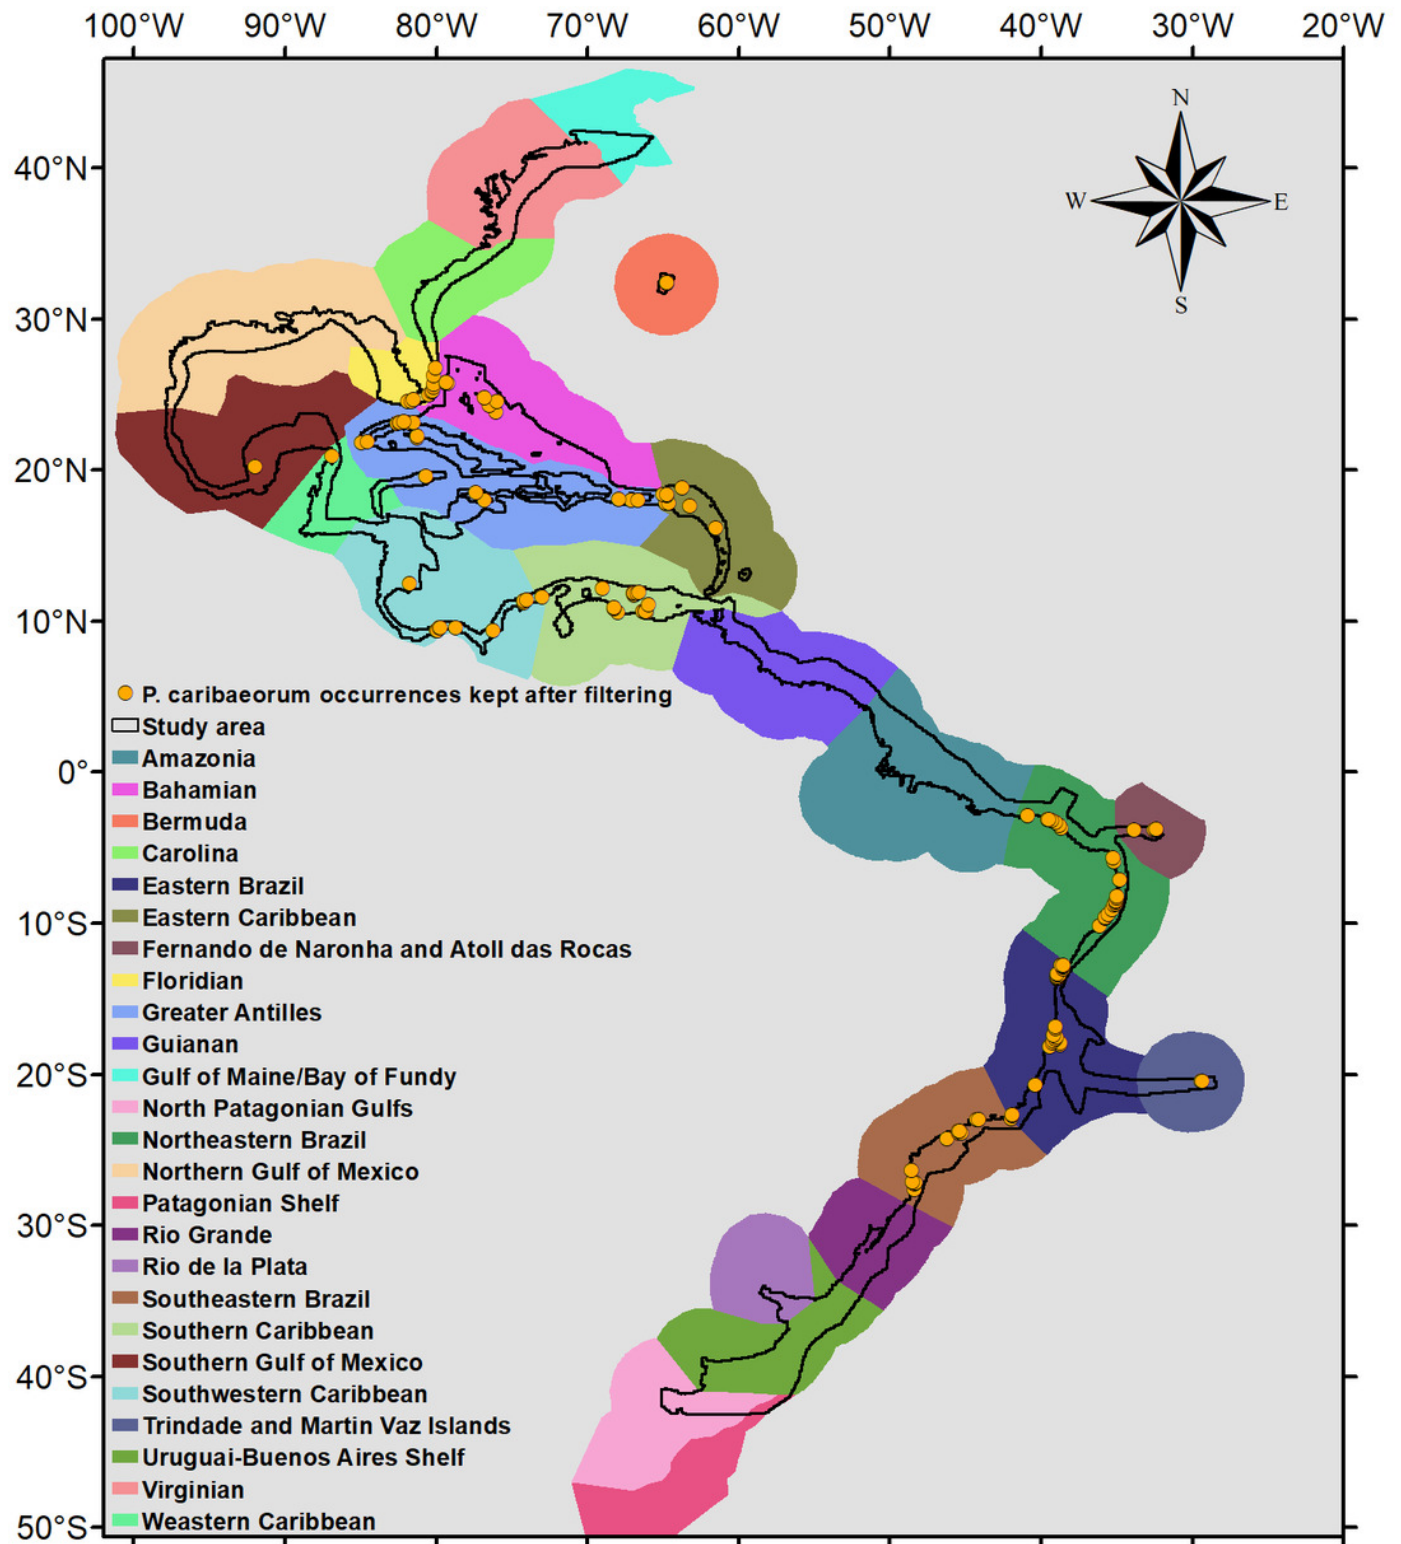 100°W 90°W 80°W 70°W 60°W 50°W 40°W 30°W 20°W
N
40°N
W E
S
30°N
20°N
10°N
P. caribaeorum occurrences kept after filtering
Study area
Amazonia
0°
Bahamian
Bermuda
Carolina
Eastern Brazil
Eastern Caribbean
10°S
Fernando de Naronha and Atoll das Rocas
Floridian
Greater Antilles
Guianan
Gulf of Maine/Bay of Fundy
20°S
North Patagonian Gulfs
Northeastern Brazil
Northern Gulf of Mexico
Patagonian Shelf
30°S
Rio Grande
Rio de la Plata
Southeastern Brazil
Southern Caribbean
Southern Gulf of Mexico
40°S
Southwestern Caribbean
Trindade and Martin Vaz Islands
Uruguai-Buenos Aires Shelf
Virginian
Weastern Caribbean
50°S